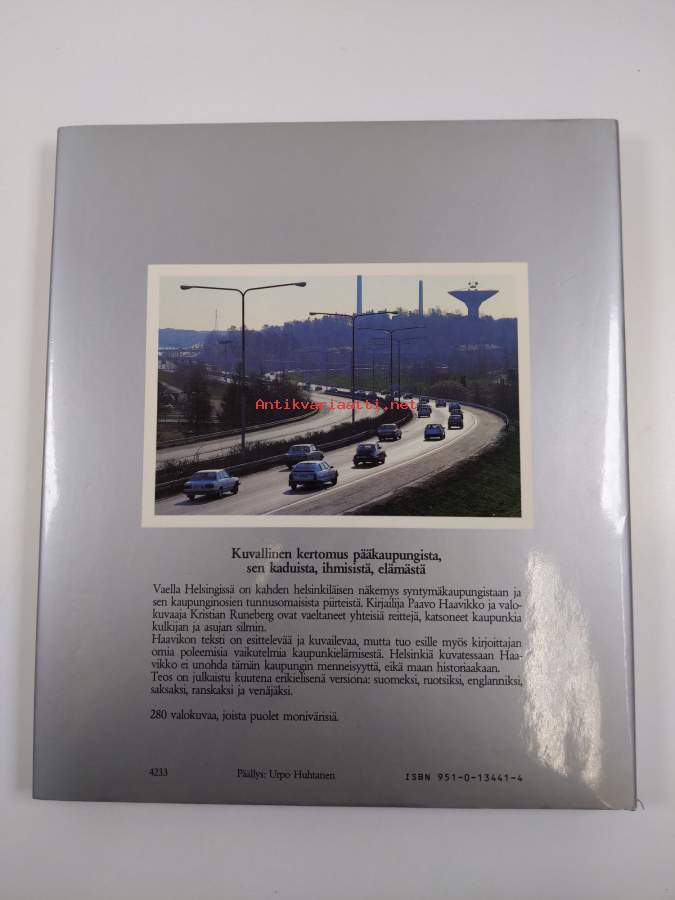 Antikvariaatti.net
Kuvallinen kertomus pääkaupungista,
sen kaduista, ihmisistä, elämästä
Vaella Helsingissä on kahden helsinkiläisen näkemys syntymäkaupungistaan ja
sen kaupunginosien tunnusomaisista piirteistä. Kirjailija Paavo Haavikko ja valo-
kuvaaja Kristian Runeberg ovat vaeltaneet yhteisiä reittejä, katsoneet kaupunkia
kulkijan ja asujan silmin.
Haavikon teksti on esittelevää ja kuvailevaa, mutta tuo esille myös kirjoittajan
omia poleemisia vaikutelmia kaupunkielämisestä. Helsinkiä kuvatessaan Haa-
vikko ei unohda tämän kaupungin menneisyyttä, eikä maan historiaakaan.
Teos on julkaistu kuutena erikielisenä versiona: suomeksi, ruotsiksi, englanniksi,
saksaksi, ranskaksi ja venäjäksi.
280 valokuvaa, joista puolet monivärisiä.
4233 Päällys: Urpo Huhtanen ISBN 951-0-13441-4